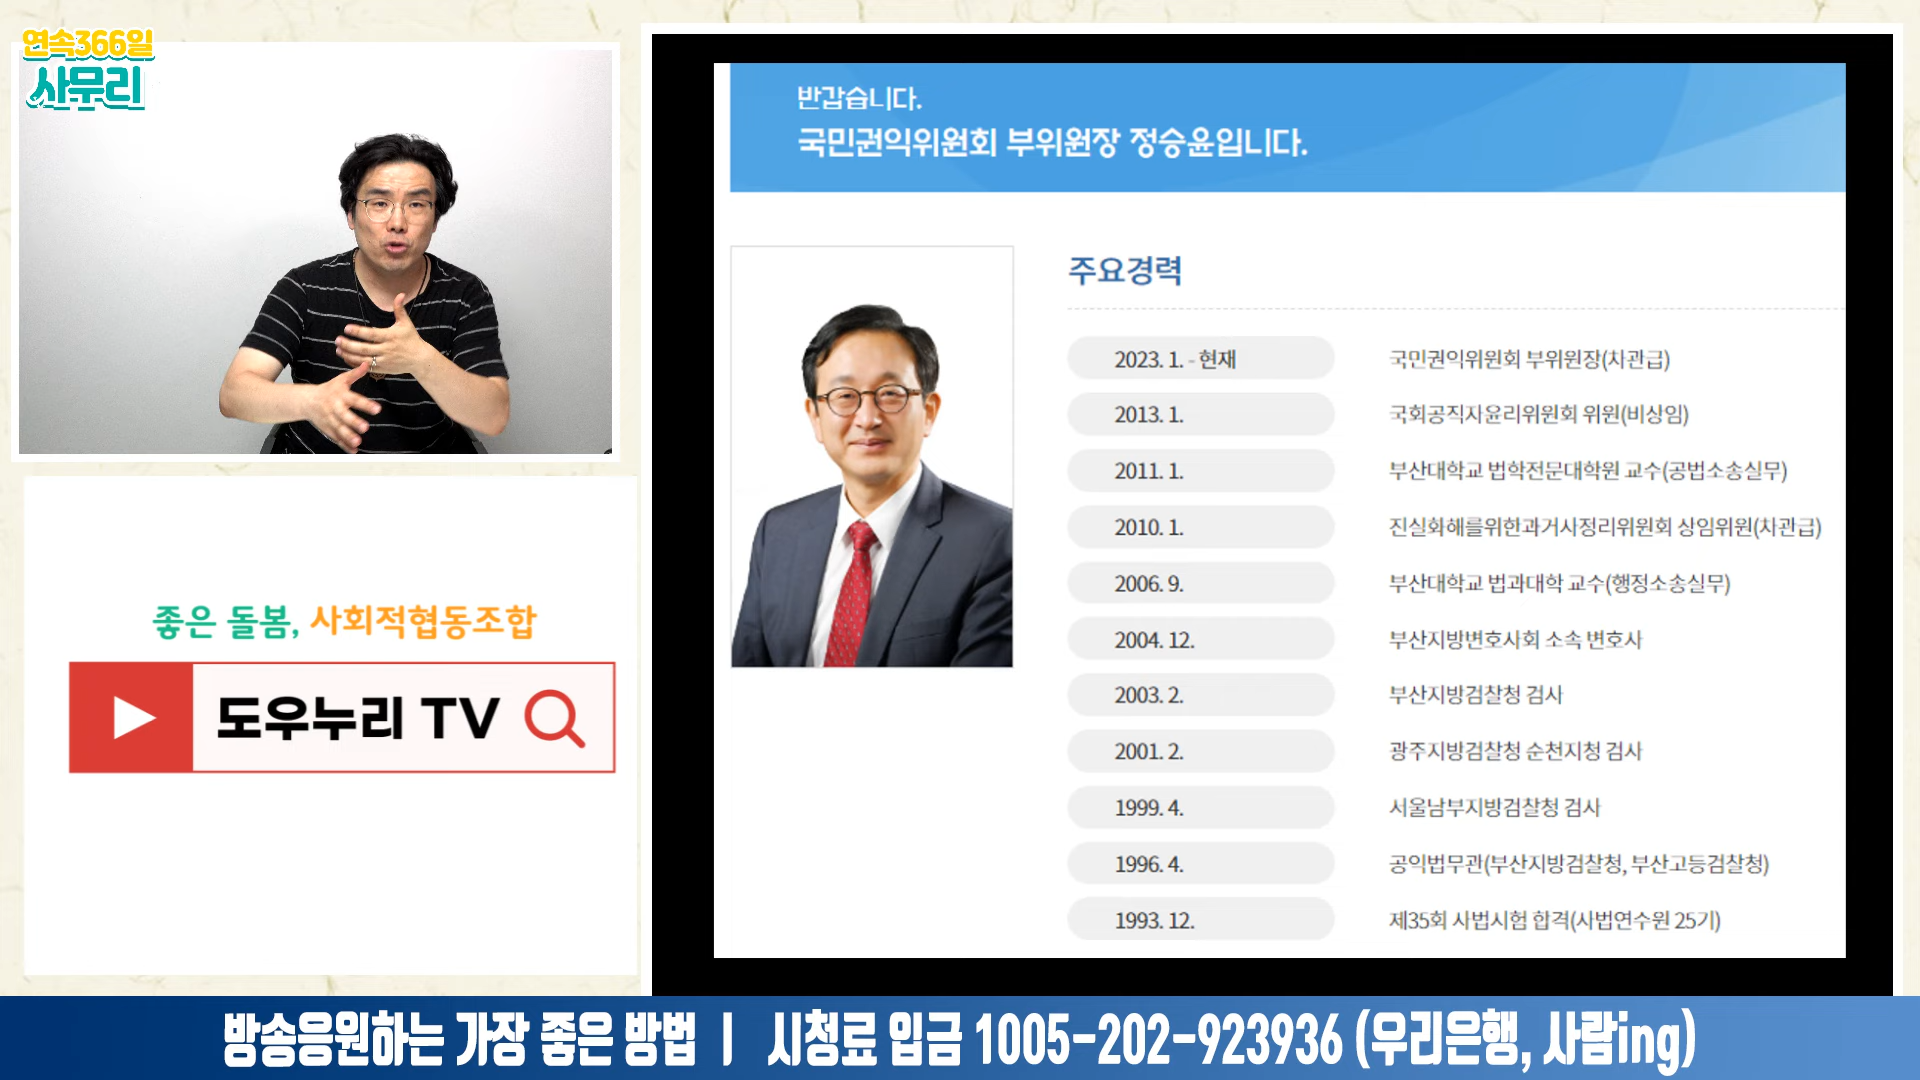 연속366일
사무리
반갑습니다.
국민권익위원회 부위원장 정승윤입니다.
주요경력
2023. 1. - 현재 국민권익위원회 부위원장(차관급)
2013. 1. 국회공직자윤리위원회 위원(비상임)
2011. 1. 부산대학교 법학전문대학원 교수(공법소송실무)
2010. 1. 진실화해를위한과거사정리위원회 상임위원(차관급)
2006. 9. 부산대학교 법과대학 교수(행정소송실무)
2004. 12. 부산지방변호사회 소속 변호사
2003. 2. 부산지방검찰청 검사
2001. 2. 광주지방검찰청 순천지청 검사
1999. 4. 서울남부지방검찰청 검사
1996. 4. 공익법무관(부산지방검찰청, 부산고등검찰청)
1993. 12. 제35회 사법시험 합격(사법연수원 25기)
좋은 돌봄, 사회적협동조합
도우누리 TV
방송응원하는 가장 좋은 방법 ㅣ 시청료 입금 1005-202-923936 (우리은행, 사람ing)